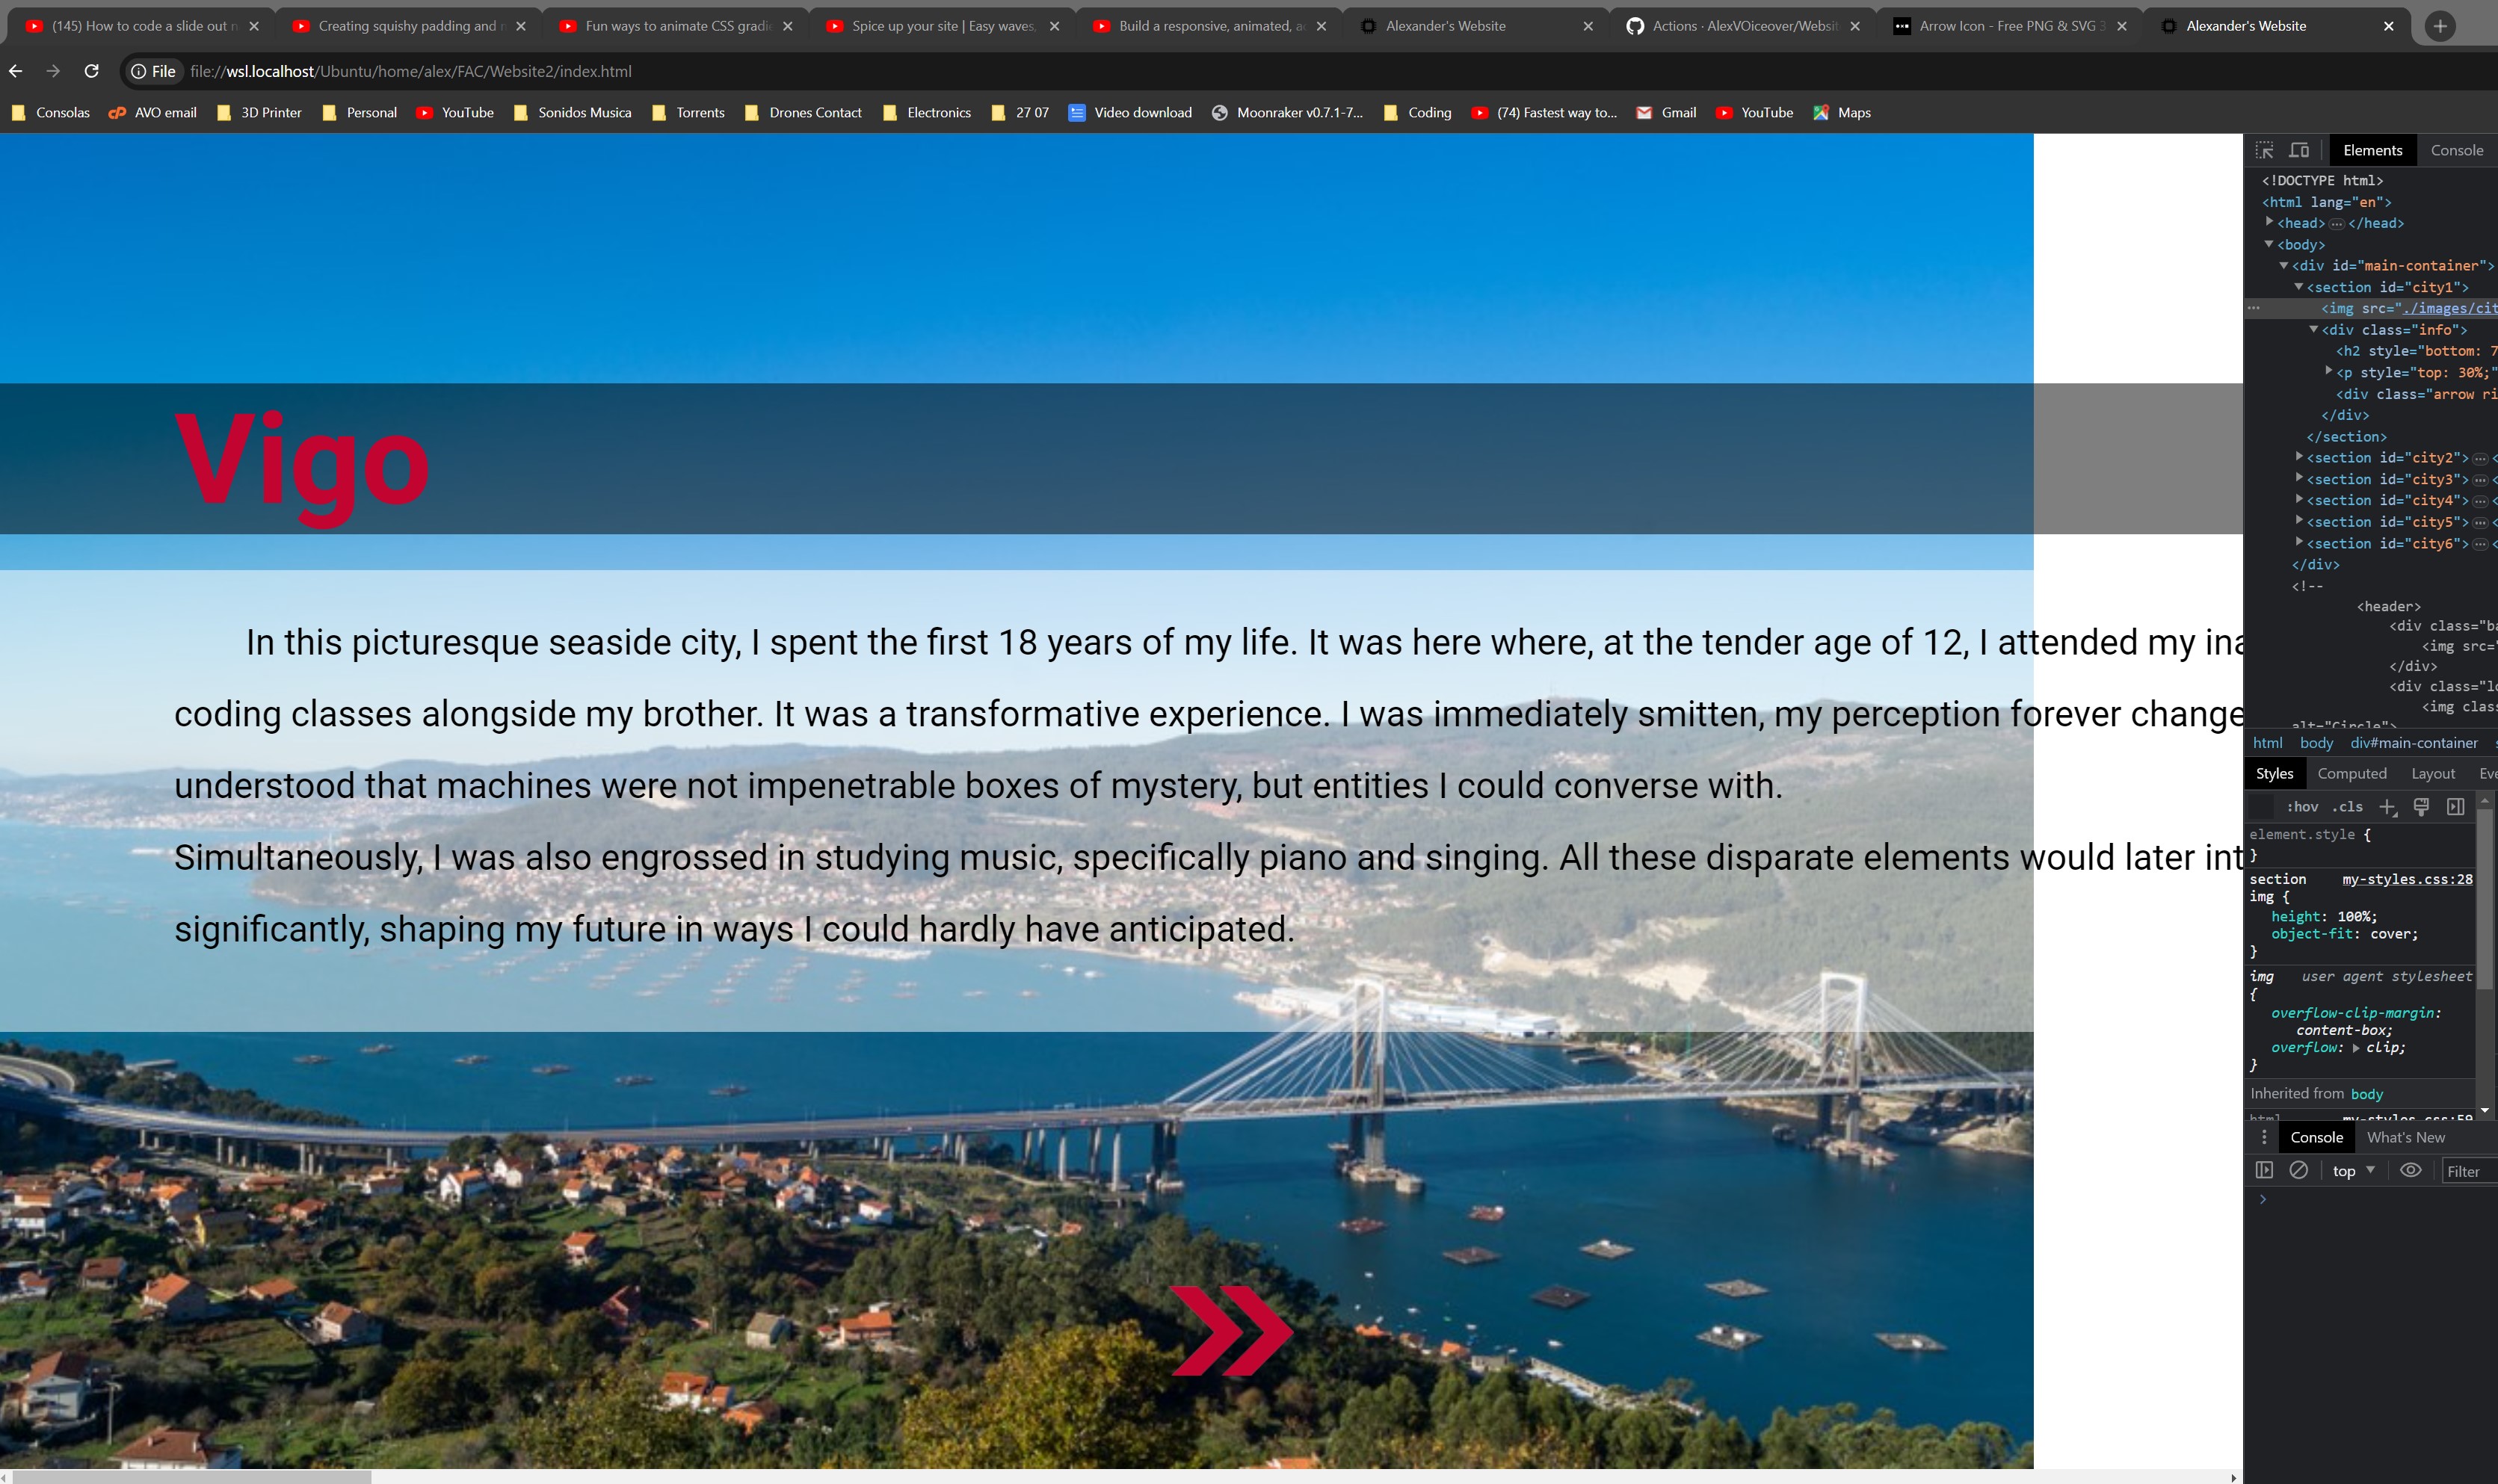 (145) How to code a slide out n
Creating squishy padding and m
Fun ways to animate CSS gradie
Spice up your site | Easy waves,
Build a responsive, animated, a
Alexander's Website
Actions · AlexVOiceover/Websit
Arrow Icon - Free PNG & SVG 3
Alexander's Website
File file://wsl.localhost/Ubuntu/home/alex/FAC/Website2/index.html
Consolas AVO email 3D Printer Personal YouTube Sonidos Musica Torrents Drones Contact Electronics 27 07 Video download Moonraker v0.7.1-7... Coding (74) Fastest way to... Gmail YouTube Maps
Vigo
In this picturesque seaside city, I spent the first 18 years of my life. It was here where, at the tender age of 12, I attended my ina
coding classes alongside my brother. It was a transformative experience. I was immediately smitten, my perception forever change
understood that machines were not impenetrable boxes of mystery, but entities I could converse with.
Simultaneously, I was also engrossed in studying music, specifically piano and singing. All these disparate elements would later int
significantly, shaping my future in ways I could hardly have anticipated.
Elements Console
<!DOCTYPE html>
<html lang="en">
<head> ... </head>
<body>
<div id="main-container">
<section id="city1">
<img src="./images/cit
<div class="info">
<h2 style="bottom: 7
<p style="top: 30%;"
<div class="arrow ri
</div>
</section>
<section id="city2"> ... <
<section id="city3"> ... <
<section id="city4"> ... <
<section id="city5"> ... <
<section id="city6"> ... <
</div>
<!--
<header>
<div class="ba
<img src="
</div>
<div class="lo
<img clas
alt="Circle">
html body div#main-container s
Styles Computed Layout Eve
:hov .cls
element.style {
}
section my-styles.css:28
img {
height: 100%;
object-fit: cover;
}
img user agent stylesheet
{
overflow-clip-margin:
content-box;
overflow: clip;
}
Inherited from body
html my-styles.css:59
Console What's New
top Filter